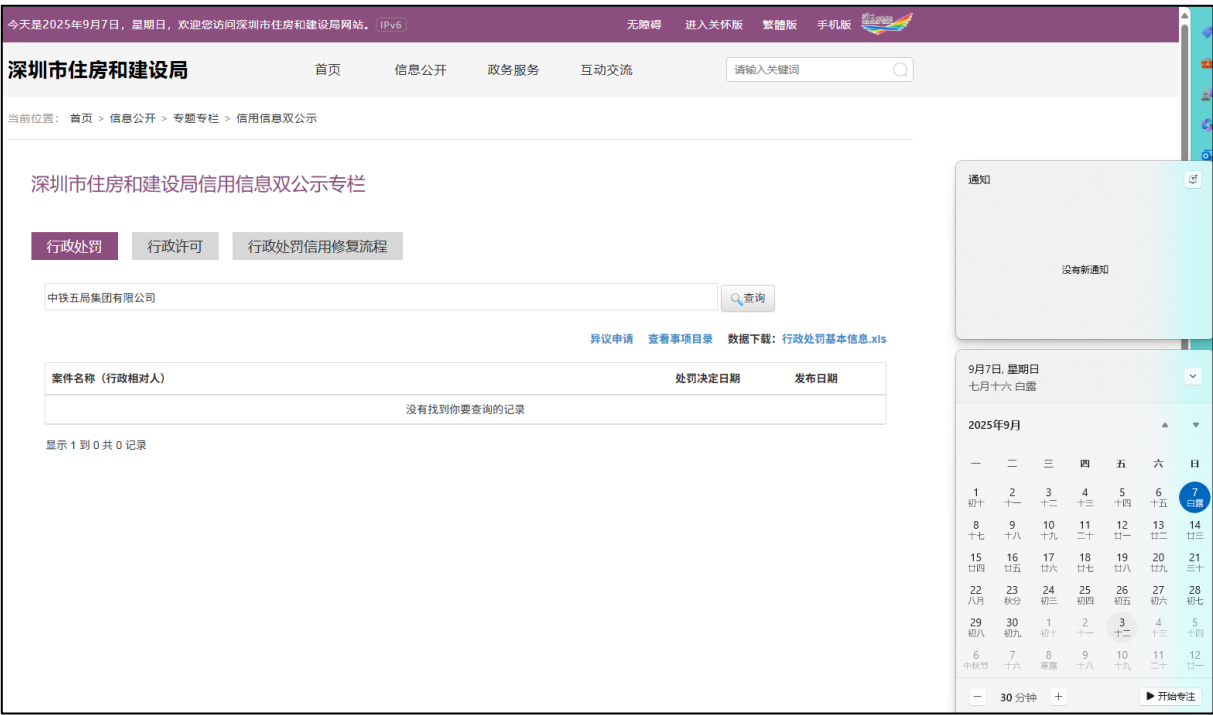 今天是2025年9月7日，星期日，欢迎您访问深圳市住房和建设局网站。 IPv6 无障碍 进入关怀版 繁體版 手机版
深圳市住房和建设局 首页 信息公开 政务服务 互动交流 请输入关键词
当前位置： 首页 > 信息公开 > 专题专栏 > 信用信息双公示
深圳市住房和建设局信用信息双公示专栏
行政处罚 行政许可 行政处罚信用修复流程
中铁五局集团有限公司 查询
异议申请 查看事项目录 数据下载：行政处罚基本信息.xls
案件名称（行政相对人） 处罚决定日期 发布日期
没有找到你要查询的记录
显示 1 到 0 共 0 记录
通知
没有新通知
9月7日, 星期日
七月十六 白露
2025年9月
一 二 三 四 五 六 日
1 2 3 4 5 6 7
初十 十一 十二 十三 十四 十五 白露
8 9 10 11 12 13 14
十七 十八 十九 二十 廿一 廿二 廿三
15 16 17 18 19 20 21
廿四 廿五 廿六 廿七 廿八 廿九 三十
22 23 24 25 26 27 28
八月 秋分 初三 初四 初五 初六 初七
29 30 1 2 3 4 5
初八 初九 初十 十一 十二 十三 十四
6 7 8 9 10 11 12
中秋节 十六 寒露 十八 十九 二十 廿一
30 分钟 开始专注